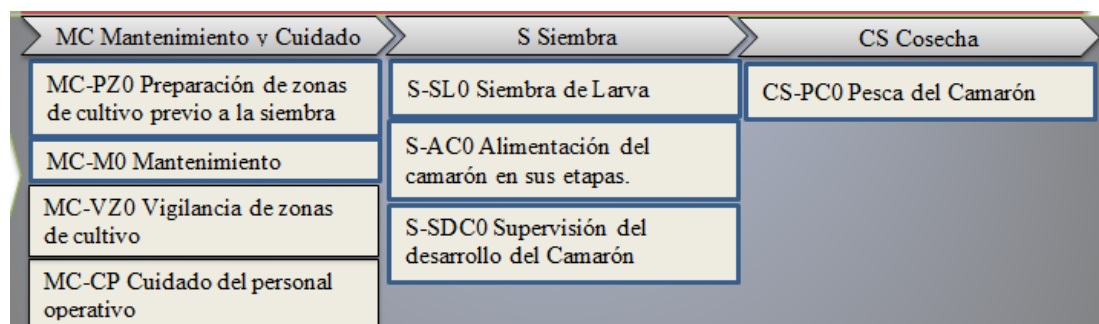 MC Mantenimiento y Cuidado
MC-PZ0 Preparación de zonas
de cultivo previo a la siembra
MC-M0 Mantenimiento
MC-VZ0 Vigilancia de zonas
de cultivo
MC-CP Cuidado del personal
operativo
S Siembra
S-SL0 Siembra de Larva
S-AC0 Alimentación del
camarón en sus etapas.
S-SDC0 Supervisión del
desarrollo del Camarón
CS Cosecha
CS-PC0 Pesca del Camarón